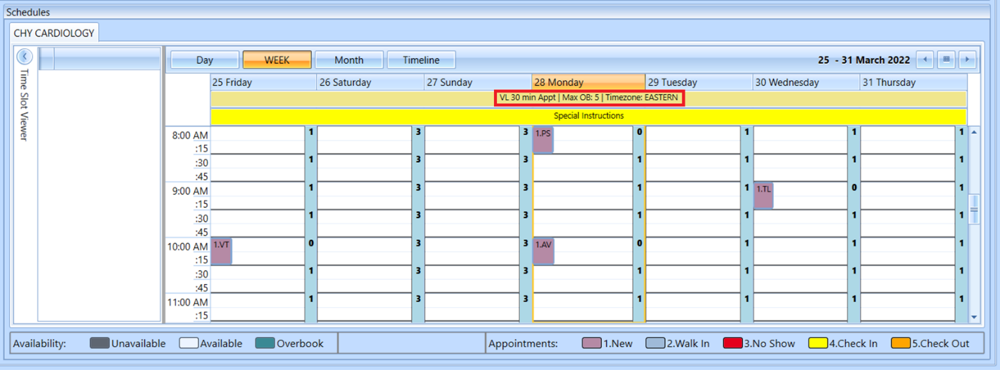 Schedules
CHY CARDIOLOGY
Day WEEK Month Timeline 25 - 31 March 2022
Time Slot Viewer
25 Friday 26 Saturday 27 Sunday 28 Monday 29 Tuesday 30 Wednesday 31 Thursday
VL 30 min Appt | Max OB: 5 | Timezone: EASTERN
Special Instructions
8:00 AM 1 3 3 1.PS 0 1 1 1
:15
:30 1 3 3 1 1 1 1
:45
9:00 AM 1 3 3 1 1 1.TL 0 1
:15
:30 1 3 3 1 1 1 1
:45
10:00 AM 1.VT 0 3 3 1.AV 0 1 1 1
:15
:30 1 3 3 1 1 1 1
:45
11:00 AM 1 3 3 1 1 1 1
:15
Availability: Unavailable Available Overbook Appointments: 1.New 2.Walk In 3.No Show 4.Check In 5.Check Out